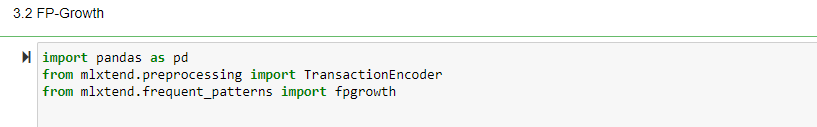 3.2 FP-Growth
import pandas as pd
from mlxtend.preprocessing import TransactionEncoder
from mlxtend.frequent_patterns import fpgrowth